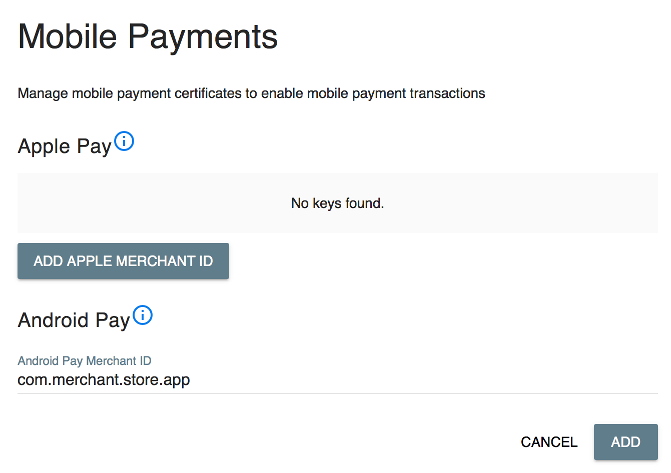 Mobile Payments
Manage mobile payment certificates to enable mobile payment transactions
Apple Pay
No keys found.
ADD APPLE MERCHANT ID
Android Pay
Android Pay Merchant ID
com.merchant.store.app
CANCEL ADD